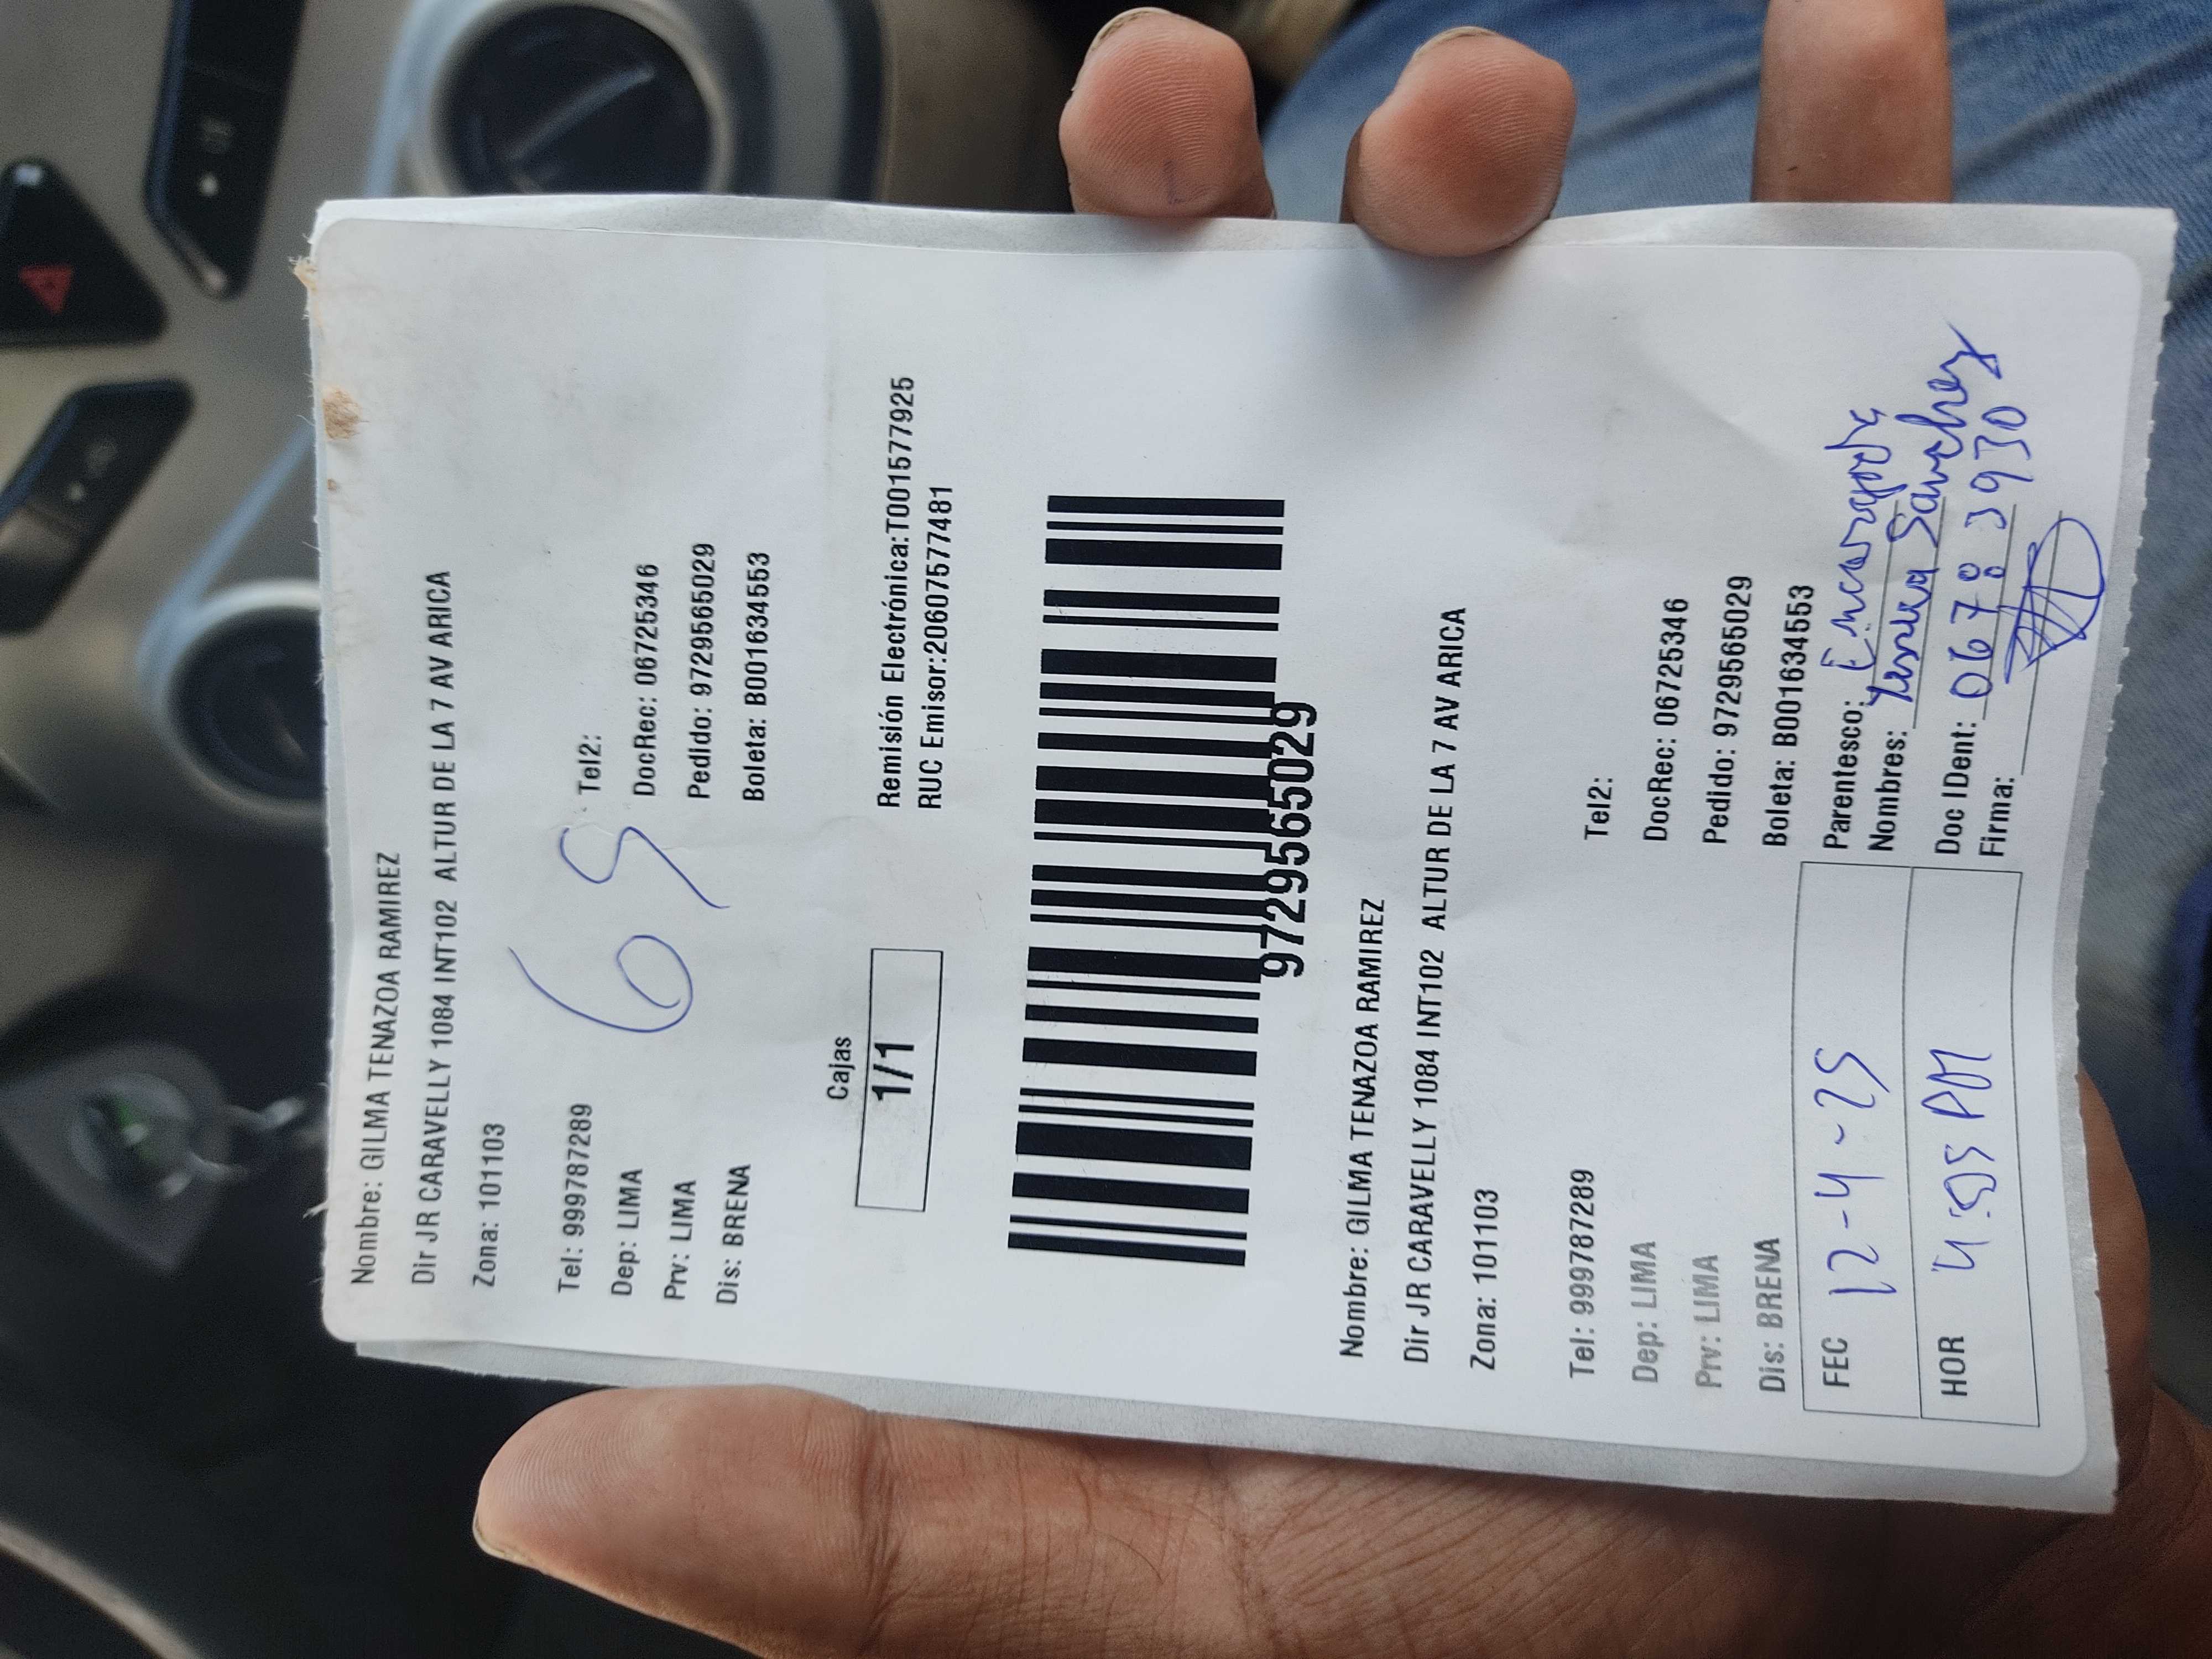 Nombre: GILMA TENAZOA RAMIREZ
Dir JR CARAVELLY 1084 INT102 ALTUR DE LA 7 AV ARICA
Zona: 101103
69
Tel: 999787289 Tel2:
Dep: LIMA DocRec: 06725346
Prv: LIMA Pedido: 9729565029
Dis: BRENA Boleta: B001634553
Cajas
1/1
Remisión Electrónica:T001577925
RUC Emisor:20607577481
9729565029
Nombre: GILMA TENAZOA RAMIREZ
Dir JR CARAVELLY 1084 INT102 ALTUR DE LA 7 AV ARICA
Zona: 101103
Tel: 999787289 Tel2:
Dep: LIMA DocRec: 06725346
Prv: LIMA Pedido: 9729565029
Dis: BRENA Boleta: B001634553
FEC 12-4-25
HOR 4:55 PM
Parentesco: Encargada
Nombres: Sanchez
Doc IDent: 06783930
Firma: